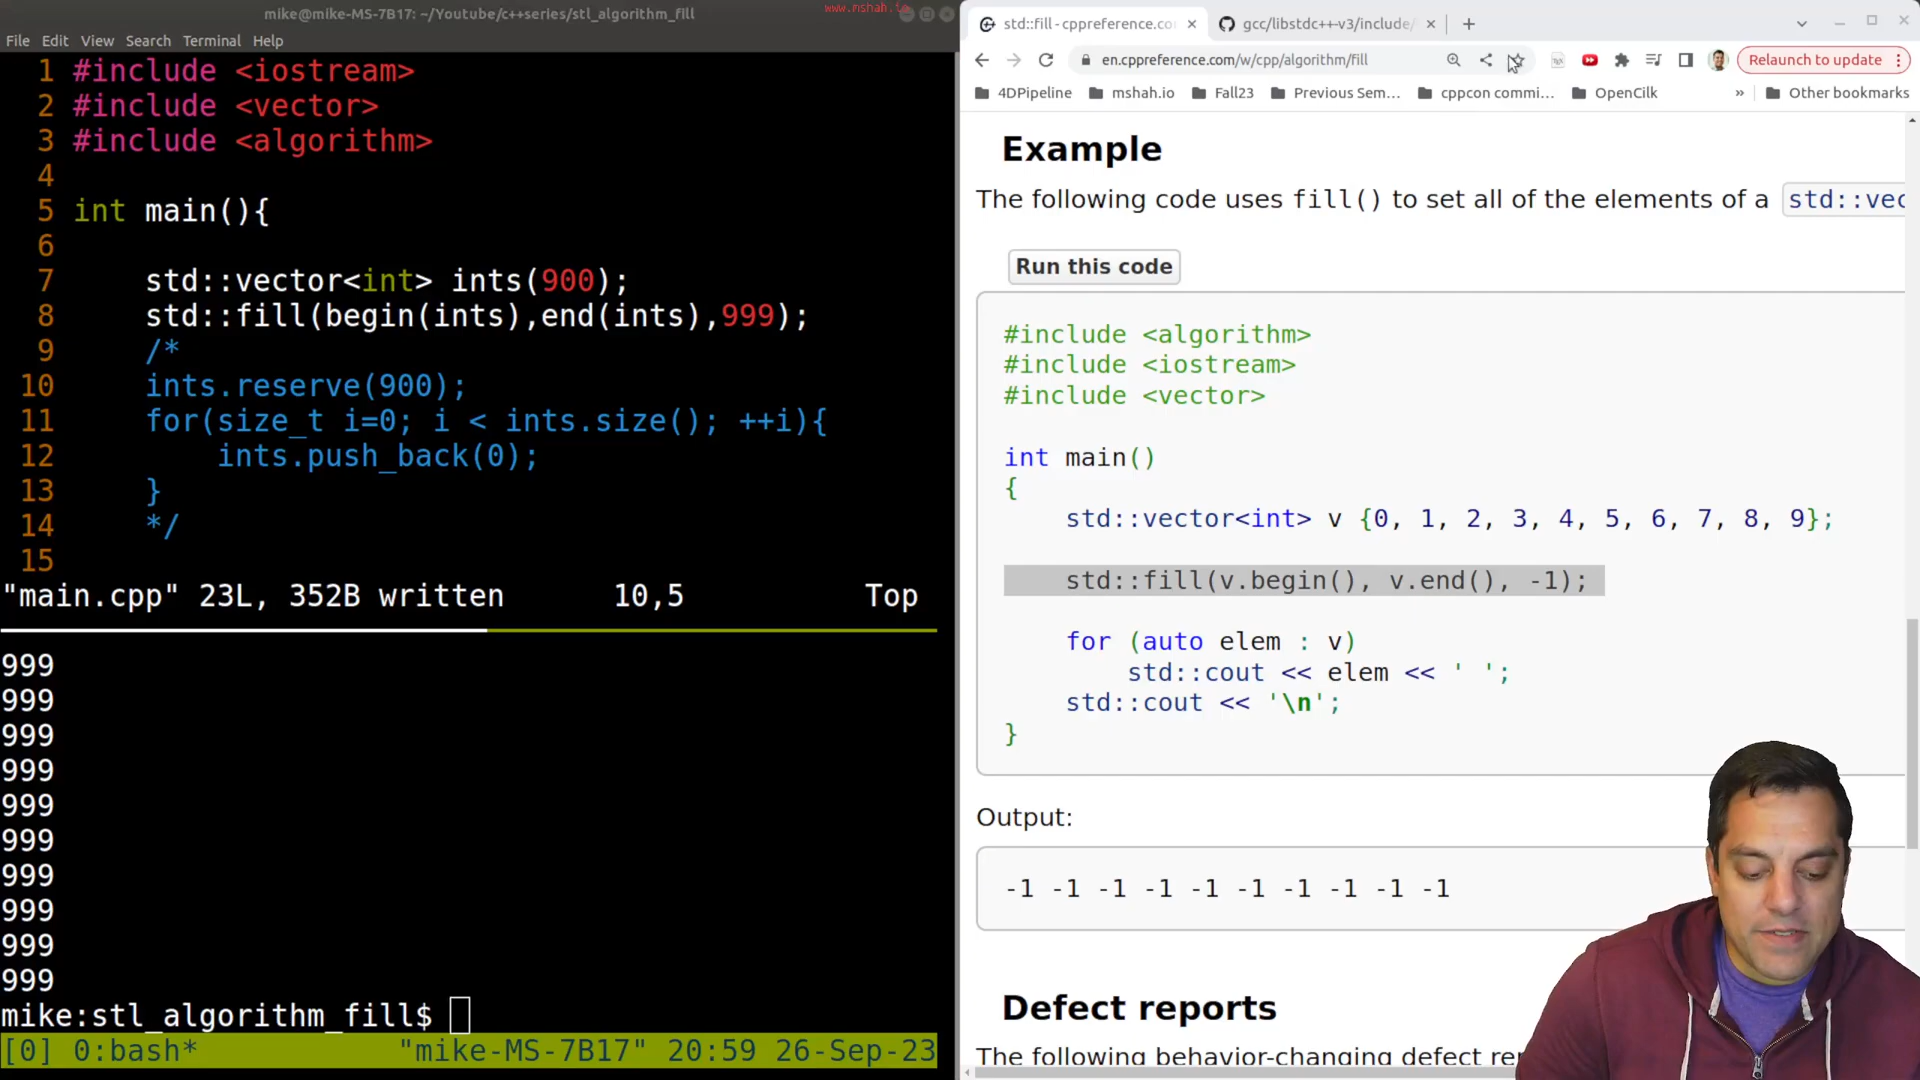 mike@mike-MS-7B17: ~/Youtube/c++series/stl_algorithm_fill
www.mshah.io
File Edit View Search Terminal Help
1 #include <iostream>
2 #include <vector>
3 #include <algorithm>
4
5 int main(){
6
7 std::vector<int> ints(900);
8 std::fill(begin(ints),end(ints),999);
9 /*
10 ints.reserve(900);
11 for(size_t i=0; i < ints.size(); ++i){
12 ints.push_back(0);
13 }
14 */
15
"main.cpp" 23L, 352B written 10,5 Top
999
999
999
999
999
999
999
999
999
999
mike:stl_algorithm_fill$
[0] 0:bash* "mike-MS-7B17" 20:59 26-Sep-23
std::fill - cppreference.co
gcc/libstdc++-v3/include/
en.cppreference.com/w/cpp/algorithm/fill
Relaunch to update
4DPipeline mshah.io Fall23 Previous Sem... cppcon commi... OpenCilk » Other bookmarks
Example
The following code uses fill() to set all of the elements of a std::vec
Run this code
#include <algorithm>
#include <iostream>
#include <vector>
int main()
{
std::vector<int> v {0, 1, 2, 3, 4, 5, 6, 7, 8, 9};
std::fill(v.begin(), v.end(), -1);
for (auto elem : v)
std::cout << elem << ' ';
std::cout << '\n';
}
Output:
-1 -1 -1 -1 -1 -1 -1 -1 -1 -1
Defect reports
The following behavior-changing defect re